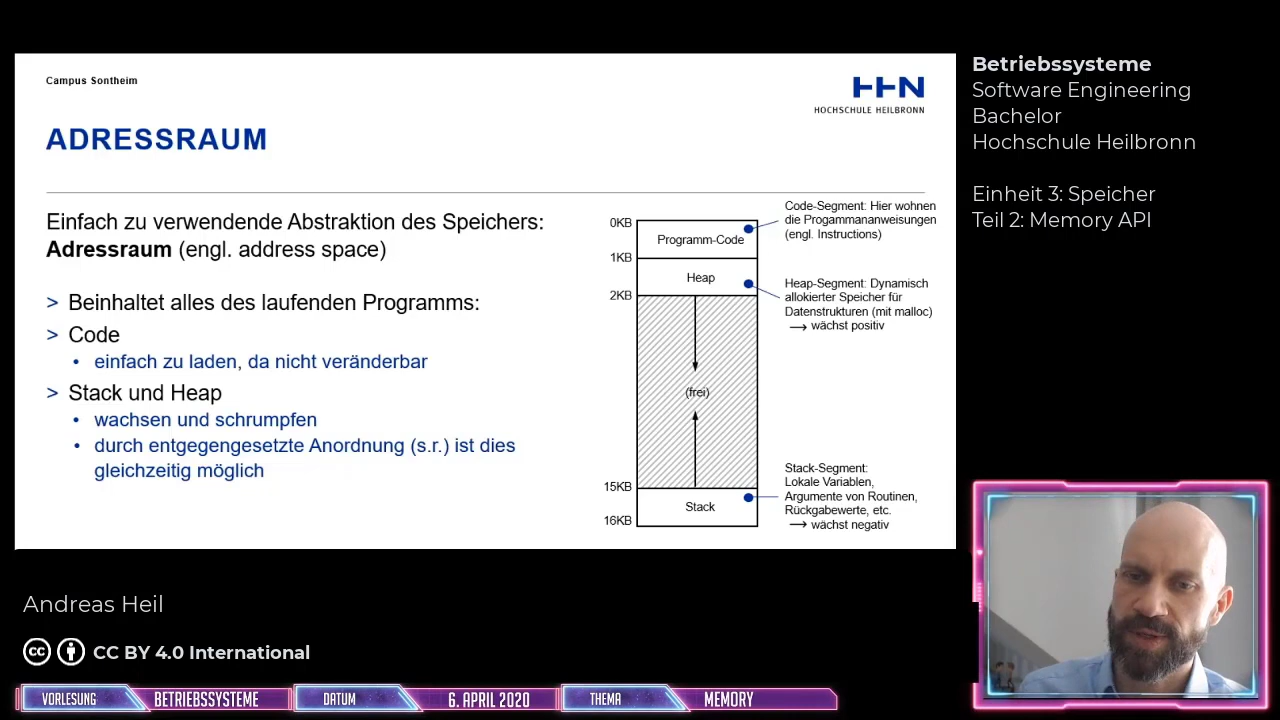 Campus Sontheim
HHN
HOCHSCHULE HEILBRONN
ADRESSRAUM
Einfach zu verwendende Abstraktion des Speichers:
Adressraum (engl. address space)
> Beinhaltet alles des laufenden Programms:
> Code
• einfach zu laden, da nicht veränderbar
> Stack und Heap
• wachsen und schrumpfen
• durch entgegengesetzte Anordnung (s.r.) ist dies
gleichzeitig möglich
0KB
Programm-Code
1KB
Heap
2KB
(frei)
15KB
Stack
16KB
Code-Segment: Hier wohnen
die Progammananweisungen
(engl. Instructions)
Heap-Segment: Dynamisch
allokierter Speicher für
Datenstrukturen (mit malloc)
→ wächst positiv
Stack-Segment:
Lokale Variablen,
Argumente von Routinen,
Rückgabewerte, etc.
→ wächst negativ
Betriebssysteme
Software Engineering
Bachelor
Hochschule Heilbronn
Einheit 3: Speicher
Teil 2: Memory API
Andreas Heil
cc CC BY 4.0 International
VORLESUNG BETRIEBSSYSTEME DATUM 6. APRIL 2020 THEMA MEMORY